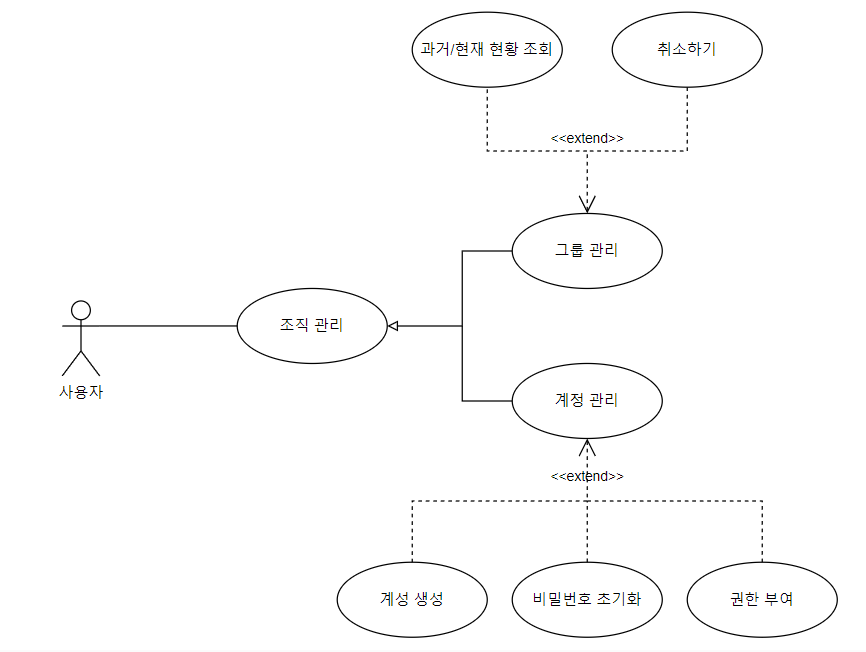 과거/현재 현황 조회
취소하기
<<extend>>
그룹 관리
조직 관리
사용자
계정 관리
<<extend>>
계성 생성
비밀번호 초기화
권한 부여